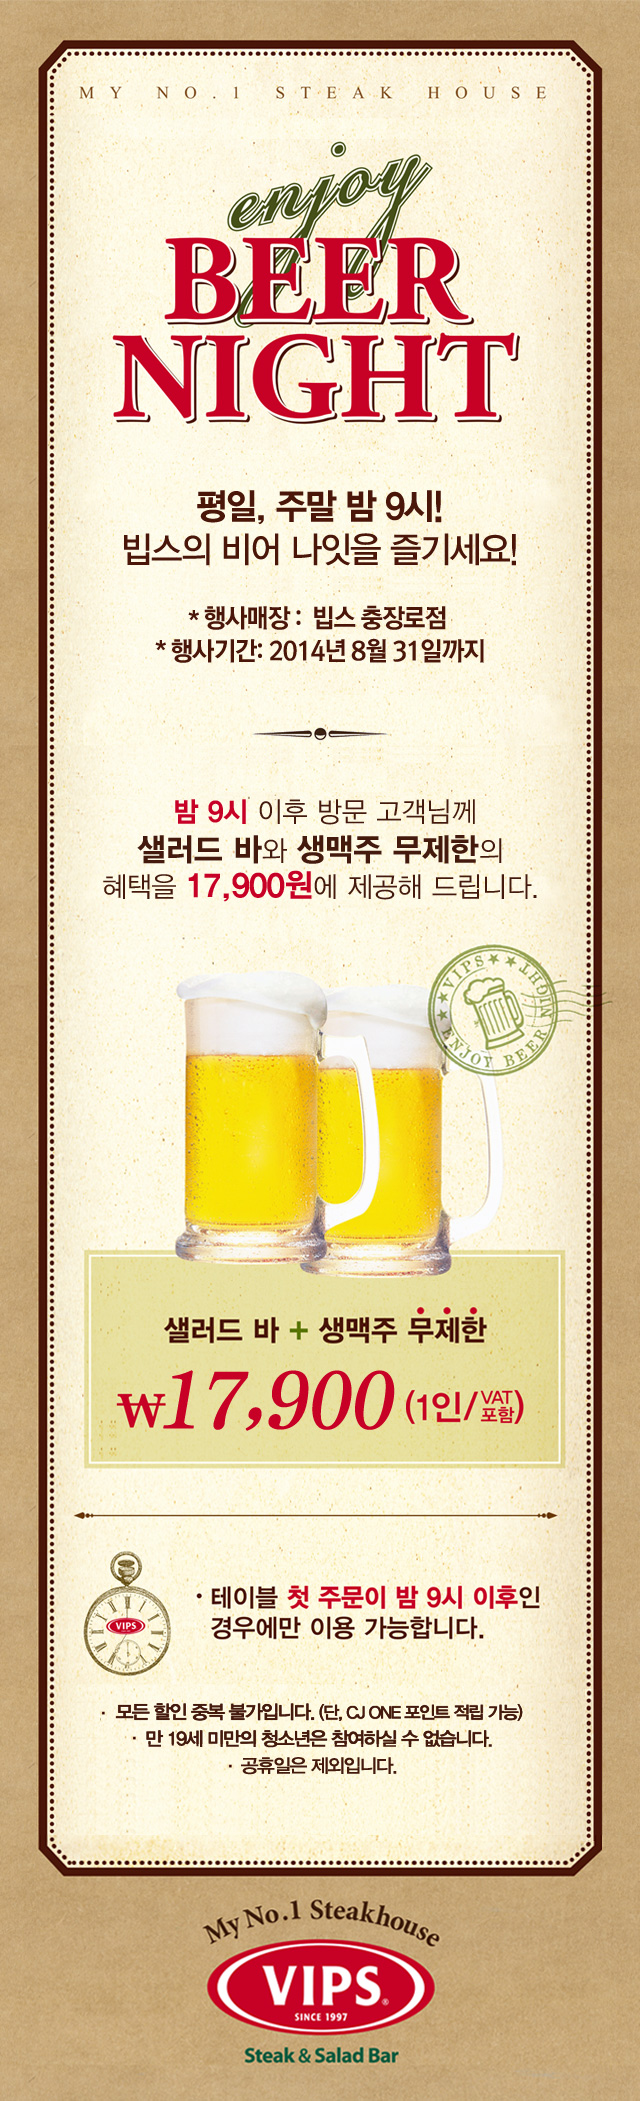 MY NO.1 STEAK HOUSE
enjoy
BEER
NIGHT
평일, 주말 밤 9시!
빕스의 비어 나잇을 즐기세요!
* 행사매장 : 빕스 충장로점
* 행사기간: 2014년 8월 31일까지
밤 9시 이후 방문 고객님께
샐러드 바와 생맥주 무제한의
혜택을 17,900원에 제공해 드립니다.
VIPS ★★ NIGHT
★★ ENJOY BEER
샐러드 바 + 생맥주 무제한
₩17,900 (1인/VAT포함)
VIPS
· 테이블 첫 주문이 밤 9시 이후인
경우에만 이용 가능합니다.
· 모든 할인 중복 불가입니다. (단, CJ ONE 포인트 적립 가능)
· 만 19세 미만의 청소년은 참여하실 수 없습니다.
· 공휴일은 제외입니다.
My No.1 Steakhouse
VIPS®
SINCE 1997
Steak & Salad Bar